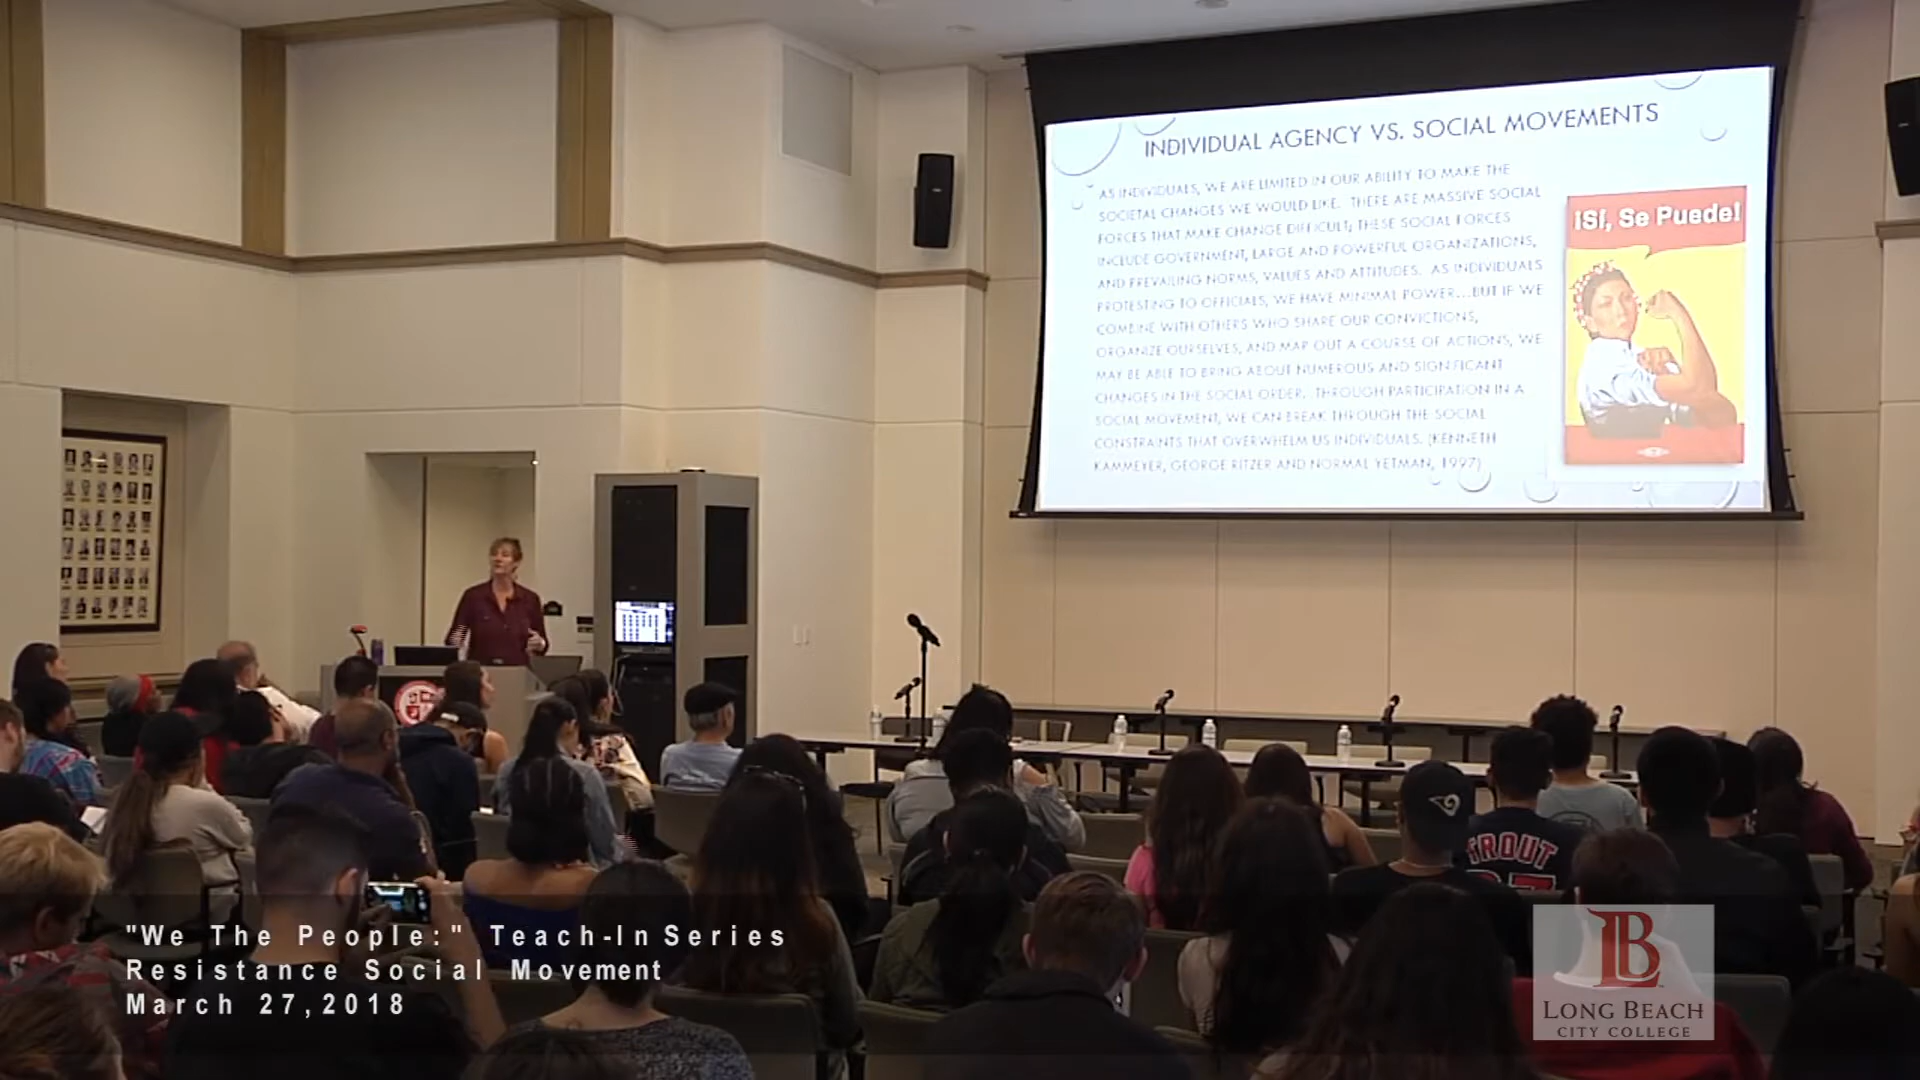 INDIVIDUAL AGENCY VS. SOCIAL MOVEMENTS
AS INDIVIDUALS, WE ARE LIMITED IN OUR ABILITY TO MAKE THE
SOCIETAL CHANGES WE WOULD LIKE. THERE ARE MASSIVE SOCIAL
FORCES THAT MAKE CHANGE DIFFICULT; THESE SOCIAL FORCES
INCLUDE GOVERNMENT, LARGE AND POWERFUL ORGANIZATIONS,
AND PREVAILING NORMS, VALUES AND ATTITUDES. AS INDIVIDUALS
PROTESTING TO OFFICIALS, WE HAVE MINIMAL POWER...BUT IF WE
COMBINE WITH OTHERS WHO SHARE OUR CONVICTIONS,
ORGANIZE OURSELVES, AND MAP OUT A COURSE OF ACTIONS, WE
MAY BE ABLE TO BRING ABOUT NUMEROUS AND SIGNIFICANT
CHANGES IN THE SOCIAL ORDER. THROUGH PARTICIPATION IN A
SOCIAL MOVEMENT, WE CAN BREAK THROUGH THE SOCIAL
CONSTRAINTS THAT OVERWHELM US INDIVIDUALS. (KENNETH
KAMMEYER, GEORGE RITZER AND NORMAL YETMAN, 1997)
¡Sí, Se Puede!
TROUT
"We The People:" Teach-In Series
Resistance Social Movement
March 27, 2018
LB
LONG BEACH
CITY COLLEGE